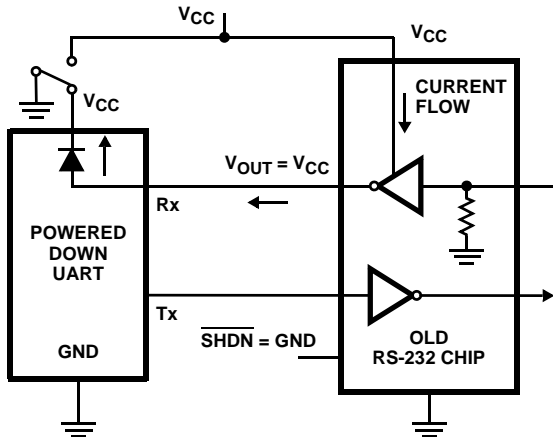 VCC
VCC
VCC
CURRENT
FLOW
VOUT = VCC
Rx
POWERED
DOWN
UART
Tx
SHDN = GND
GND
OLD
RS-232 CHIP